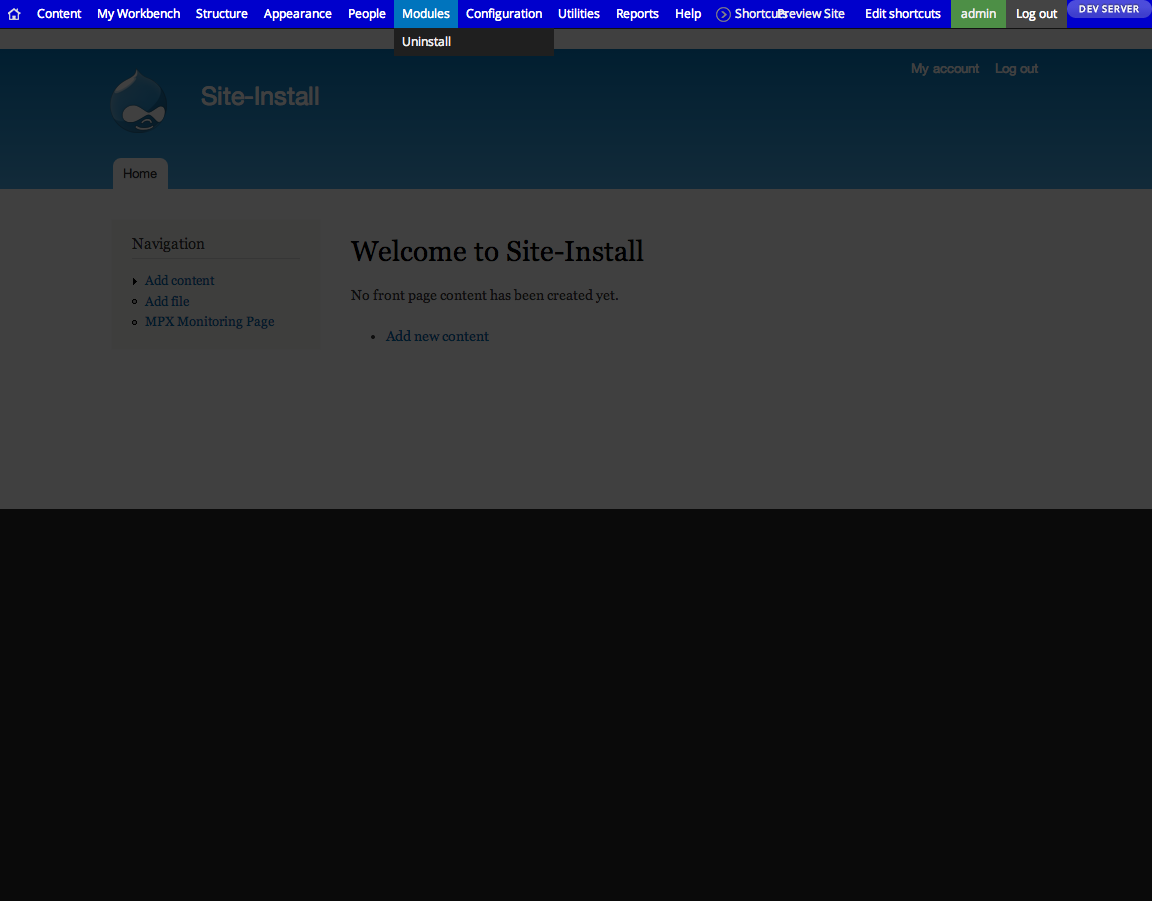 Content My Workbench Structure Appearance People Modules Configuration Utilities Reports Help Shortcuts Preview Site Edit shortcuts admin Log out DEV SERVER
Uninstall
My account Log out
Site-Install
Home
Navigation
Add content
Add file
MPX Monitoring Page
Welcome to Site-Install
No front page content has been created yet.
Add new content